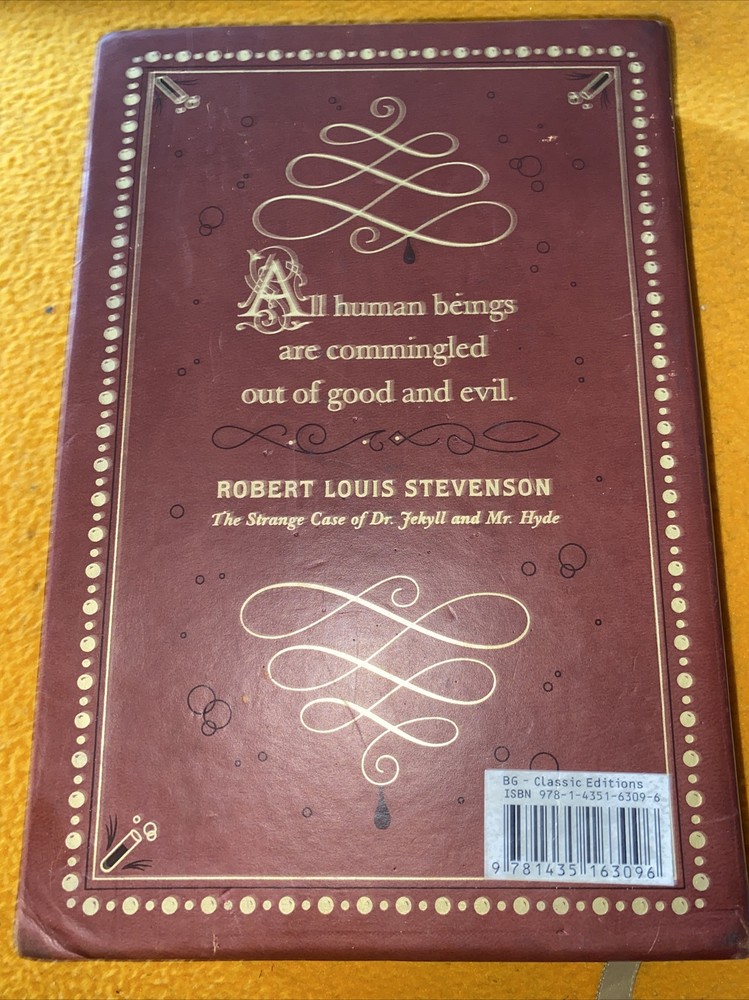 All human beings
are commingled
out of good and evil.
ROBERT LOUIS STEVENSON
The Strange Case of Dr. Jekyll and Mr. Hyde
BG - Classic Editions
ISBN 978-1-4351-6309-6
9 781435 163096